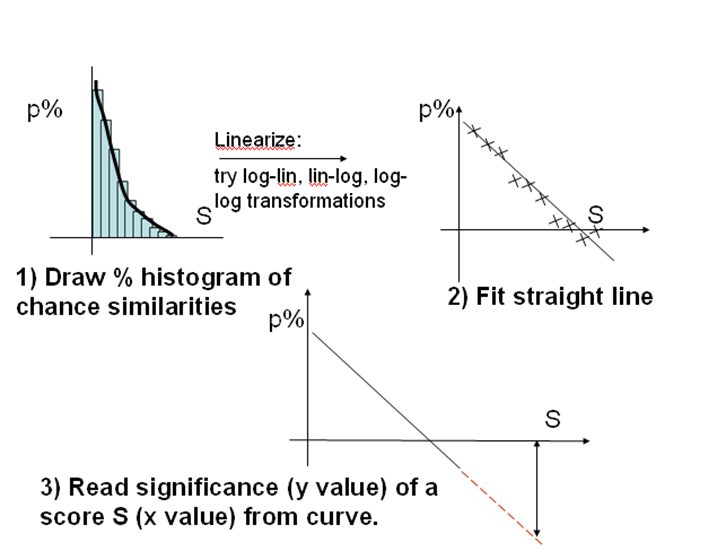 p%
Linearize:
try log-lin, lin-log, log-
log transformations
S
1) Draw % histogram of
chance similarities
p%
S
2) Fit straight line
p%
S
3) Read significance (y value) of a
score S (x value) from curve.